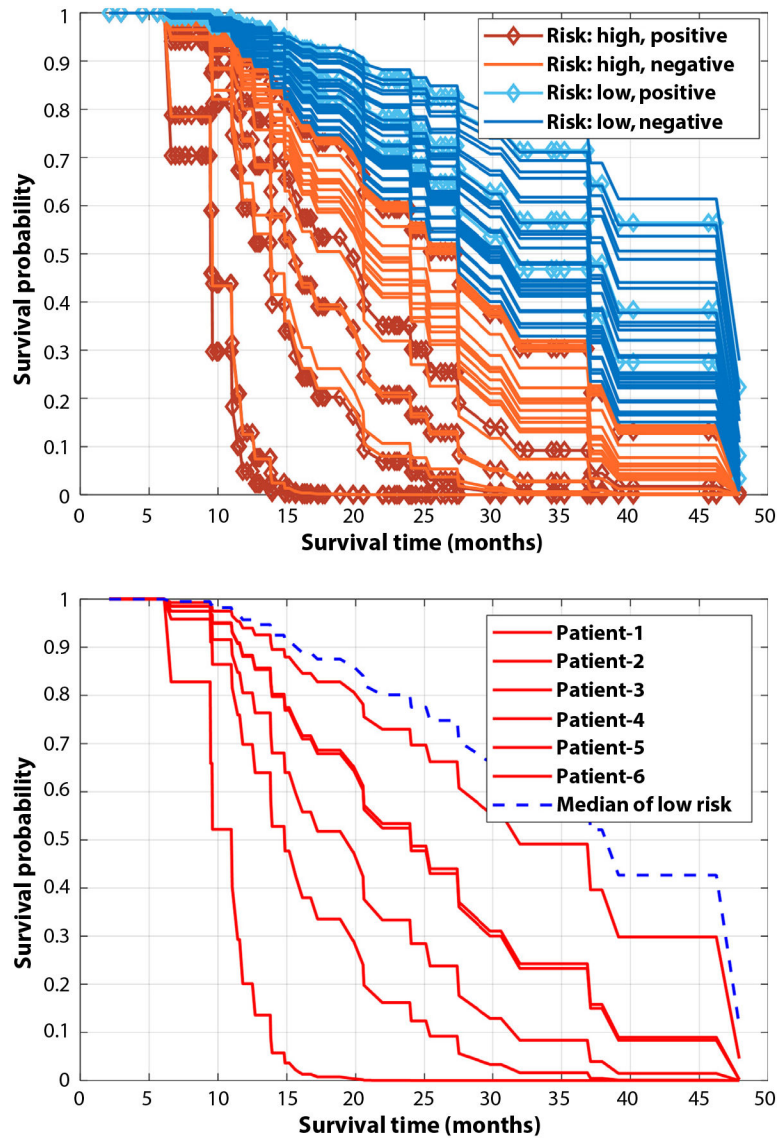 1
0.9
0.8
0.7
0.6
0.5
0.4
0.3
0.2
0.1
0
Survival probability
Risk: high, positive
Risk: high, negative
Risk: low, positive
Risk: low, negative
0 5 10 15 20 25 30 35 40 45 50
Survival time (months)
1
0.9
0.8
0.7
0.6
0.5
0.4
0.3
0.2
0.1
0
Survival probability
Patient-1
Patient-2
Patient-3
Patient-4
Patient-5
Patient-6
Median of low risk
0 5 10 15 20 25 30 35 40 45 50
Survival time (months)